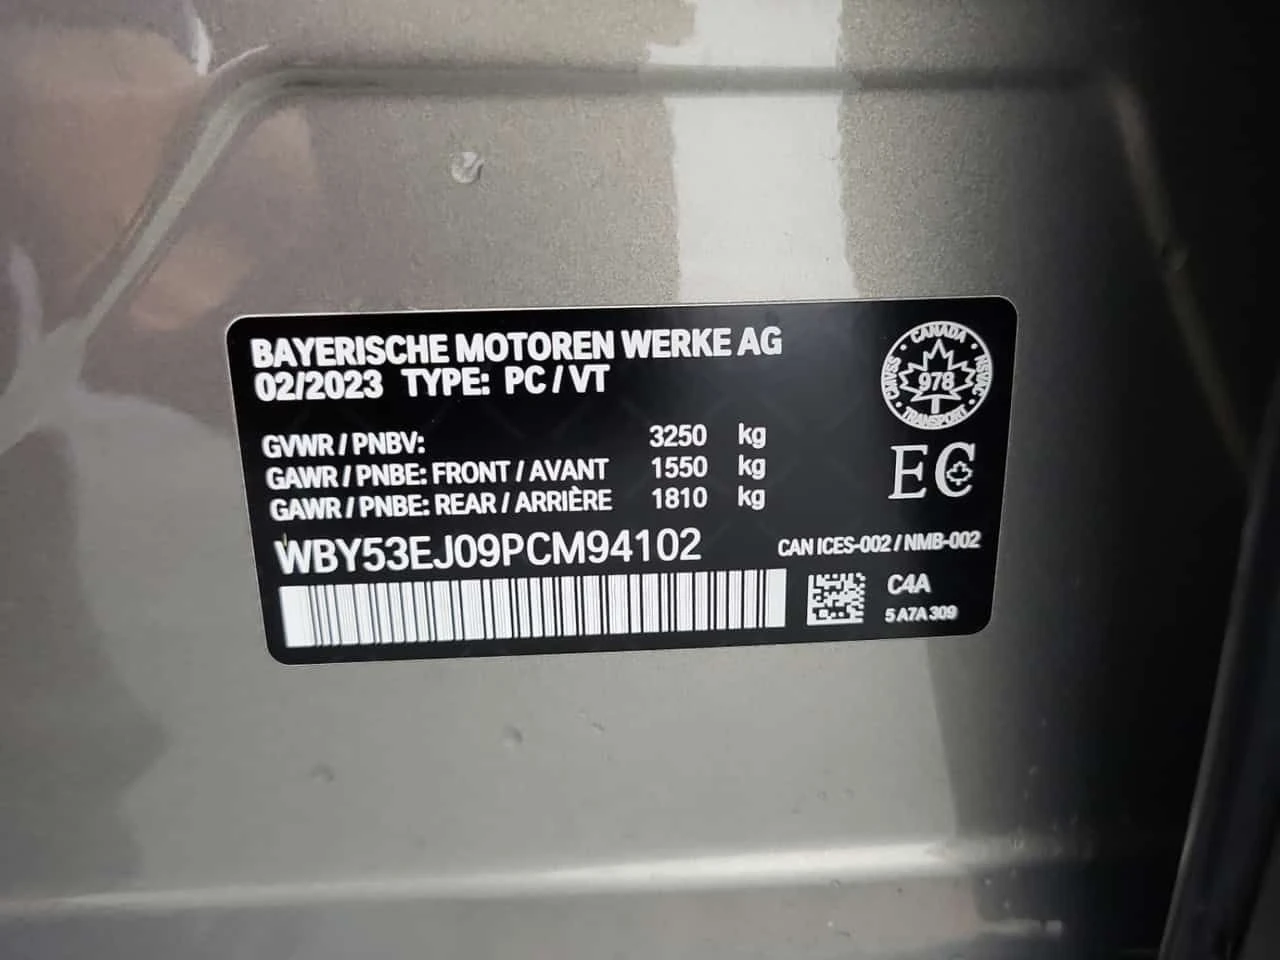 BAYERISCHE MOTOREN WERKE AG
02/2023 TYPE: PC / VT
CANADA
CMVSS
NSVAC
978
TRANSPORT
GVWR / PNBV: 3250 kg
GAWR / PNBE: FRONT / AVANT 1550 kg
GAWR / PNBE: REAR / ARRIÈRE 1810 kg
EC
WBY53EJ09PCM94102
CAN ICES-002 / NMB-002
C4A
5 A7A 309